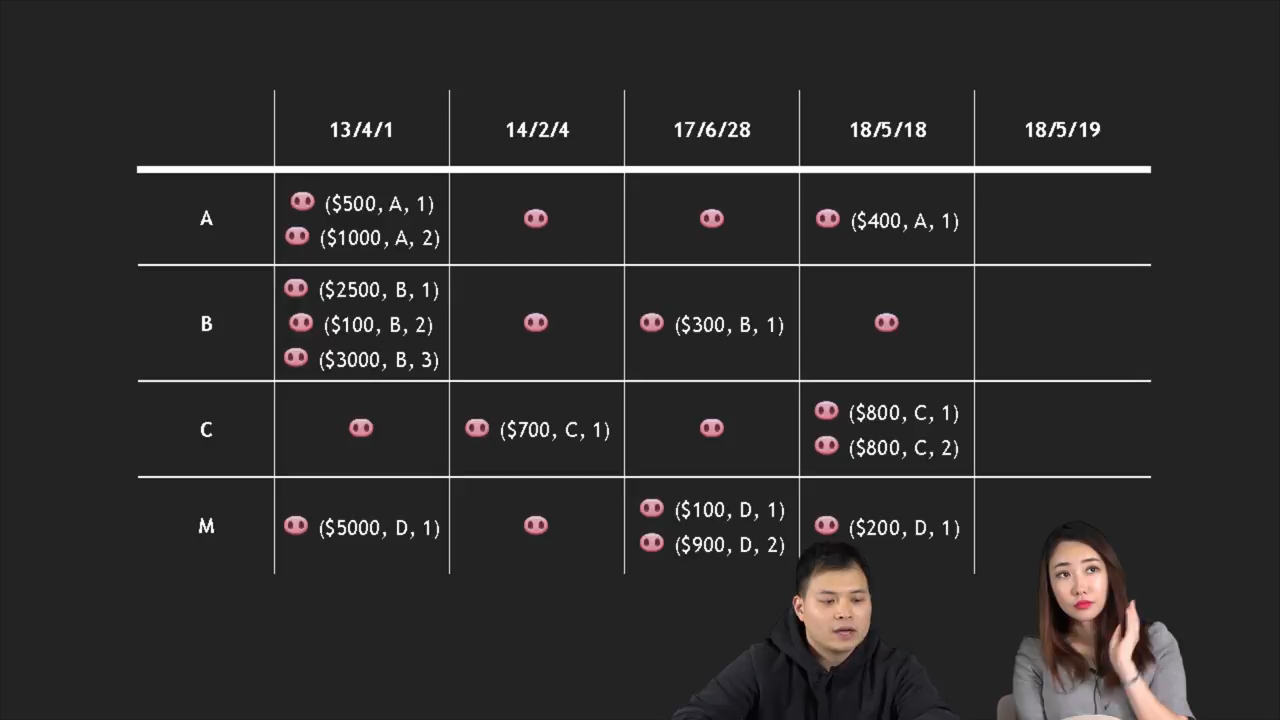 13/4/1 14/2/4 17/6/28 18/5/18 18/5/19
A
($500, A, 1)
($1000, A, 2)
($400, A, 1)
B
($2500, B, 1)
($100, B, 2)
($3000, B, 3)
($300, B, 1)
C
($700, C, 1)
($800, C, 1)
($800, C, 2)
M
($5000, D, 1)
($100, D, 1)
($900, D, 2)
($200, D, 1)